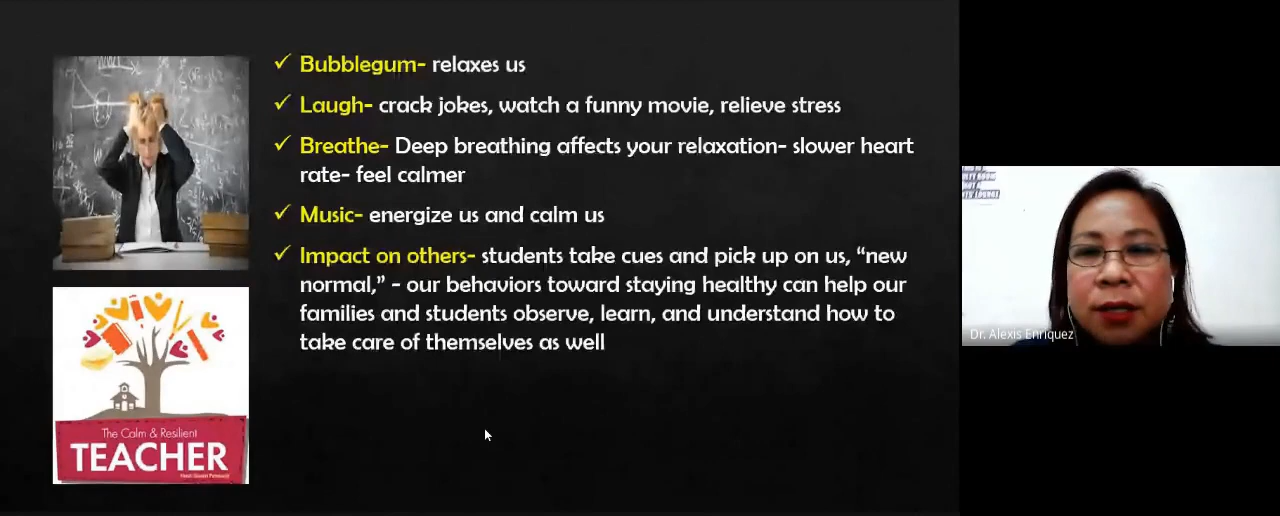 Bubblegum- relaxes us
Laugh- crack jokes, watch a funny movie, relieve stress
Breathe- Deep breathing affects your relaxation- slower heart
rate- feel calmer
Music- energize us and calm us
Impact on others- students take cues and pick up on us, “new
normal,” - our behaviors toward staying healthy can help our
families and students observe, learn, and understand how to
take care of themselves as well
The Calm & Resilient
TEACHER
Dr. Alexis Enriquez